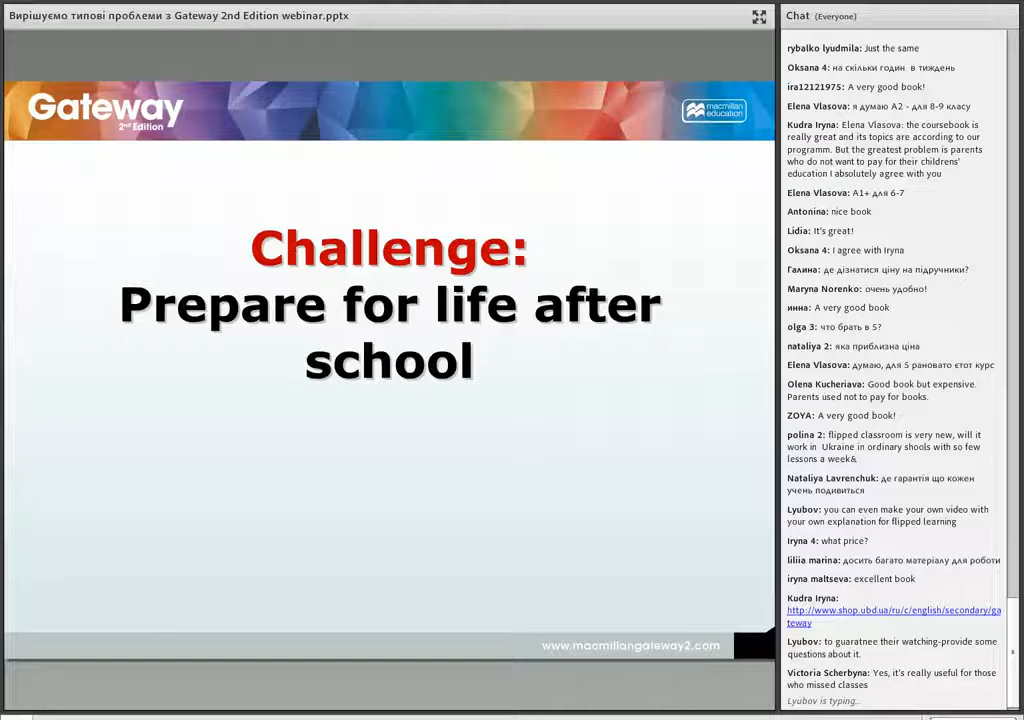 Вирішуємо типові проблеми з Gateway 2nd Edition webinar.pptx
Gateway
2nd Edition
macmillan
education
Challenge:
Prepare for life after
school
www.macmillangateway2.com
Chat (Everyone)
rybalko lyudmila: Just the same
Oksana 4: на скільки годин в тиждень
ira12121975: A very good book!
Elena Vlasova: я думаю А2 - для 8-9 класу
Kudra Iryna: Elena Vlasova: the coursebook is
really great and its topics are according to our
programm. But the greatest problem is parents
who do not want to pay for their childrens'
education I absolutely agree with you
Elena Vlasova: A1+ для 6-7
Antonina: nice book
Lidia: It's great!
Oksana 4: I agree with Iryna
Галина: де дізнатися ціну на підручники?
Maryna Norenko: очень удобно!
инна: A very good book
olga 3: что брать в 5?
nataliya 2: яка приблизна ціна
Elena Vlasova: думаю, для 5 рановато єтот курс
Olena Kucheriava: Good book but expensive.
Parents used not to pay for books.
ZOYA: A very good book!
polina 2: flipped classroom is very new, will it
work in Ukraine in ordinary shools with so few
lessons a week&
Nataliya Lavrenchuk: де гарантія що кожен
учень подивиться
Lyubov: you can even make your own video with
your own explanation for flipped learning
Iryna 4: what price?
liliia marina: досить багато матеріалу для роботи
iryna maltseva: excellent book
Kudra Iryna:
http://www.shop.ubd.ua/ru/c/english/secondary/ga
teway
Lyubov: to guaratnee their watching-provide some
questions about it.
Victoria Scherbyna: Yes, it's really useful for those
who missed classes
Lyubov is typing...